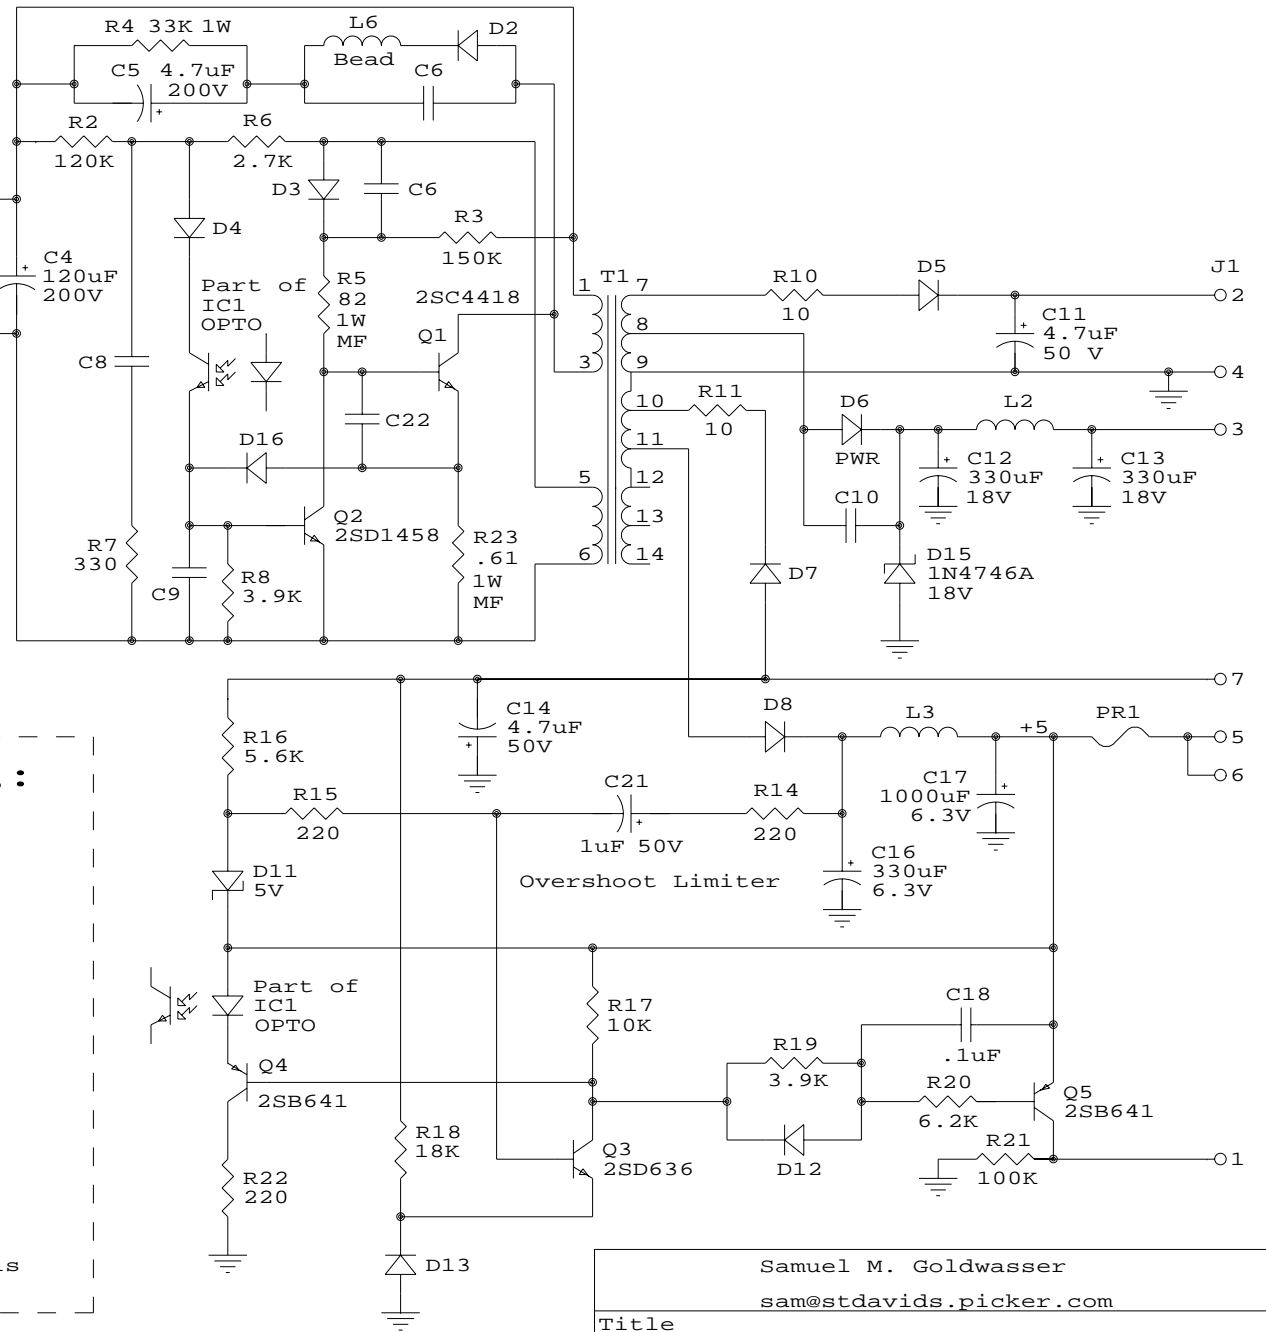 R4 33K 1W
L6
D2
Bead
C5 4.7uF
200V
+
C6
R2
120K
R6
2.7K
D3
C6
D4
R3
150K
C4
120uF
200V
+
Part of
IC1
OPTO
R5
82
1W
MF
2SC4418
Q1
T1
1
3
5
6
7
8
9
10
11
12
13
14
R10
10
D5
J1
2
C11
4.7uF
50 V
+
4
C8
R11
10
D6
PWR
L2
3
C22
D16
C12
330uF
18V
+
C13
330uF
18V
+
C10
Q2
2SD1458
R7
330
R23
.61
1W
MF
D7
D15
1N4746A
18V
C9
R8
3.9K
7
C14
4.7uF
50V
+
D8
L3
+5
PR1
5
6
R16
5.6K
:
R15
220
C21
+
1uF 50V
R14
220
C17
1000uF
6.3V
+
C16
330uF
6.3V
+
D11
5V
Overshoot Limiter
Part of
IC1
OPTO
R17
10K
C18
.1uF
Q4
2SB641
R19
3.9K
R20
6.2K
Q5
2SB641
R18
18K
Q3
2SD636
D12
R21
100K
1
R22
220
D13
s
Samuel M. Goldwasser
sam@stdavids.picker.com
Title